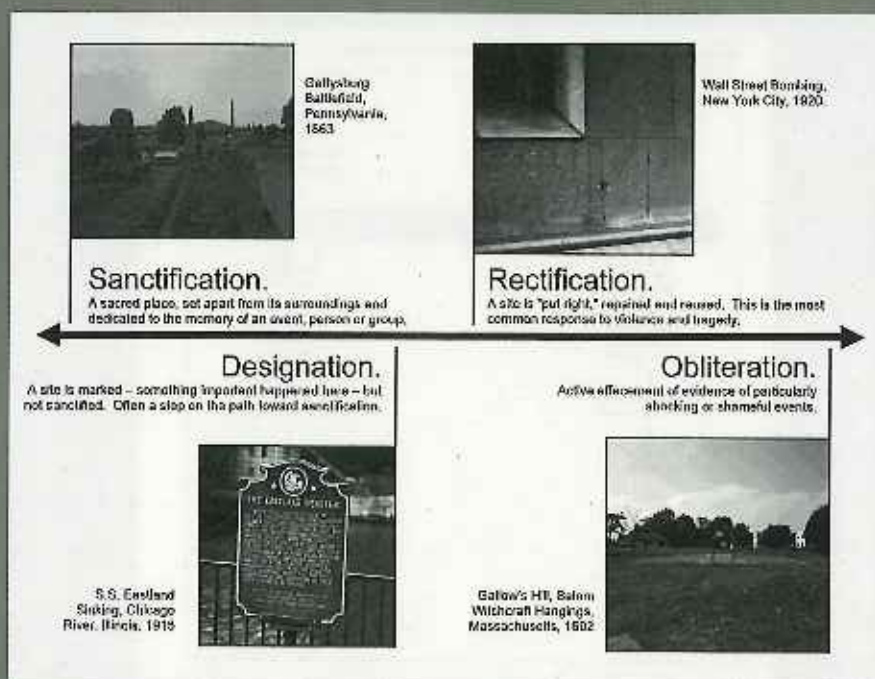 Gettysburg
Battlefield,
Pennsylvania,
1863
Wall Street Bombing,
New York City, 1920.
Sanctification.
A sacred place, set apart from its surroundings and
dedicated to the memory of an event, person or group.
Rectification.
A site is "put right," repaired and reused. This is the most
common response to violence and tragedy.
Designation.
A site is marked – something important happened here – but
not sanctified. Often a step on the path toward sanctification.
Obliteration.
Active effacement of evidence of particularly
shocking or shameful events.
THE EASTLAND DISASTER
S.S. Eastland
Sinking, Chicago
River, Illinois, 1915
Gallow's Hill, Salem
Witchcraft Hangings,
Massachusetts, 1692